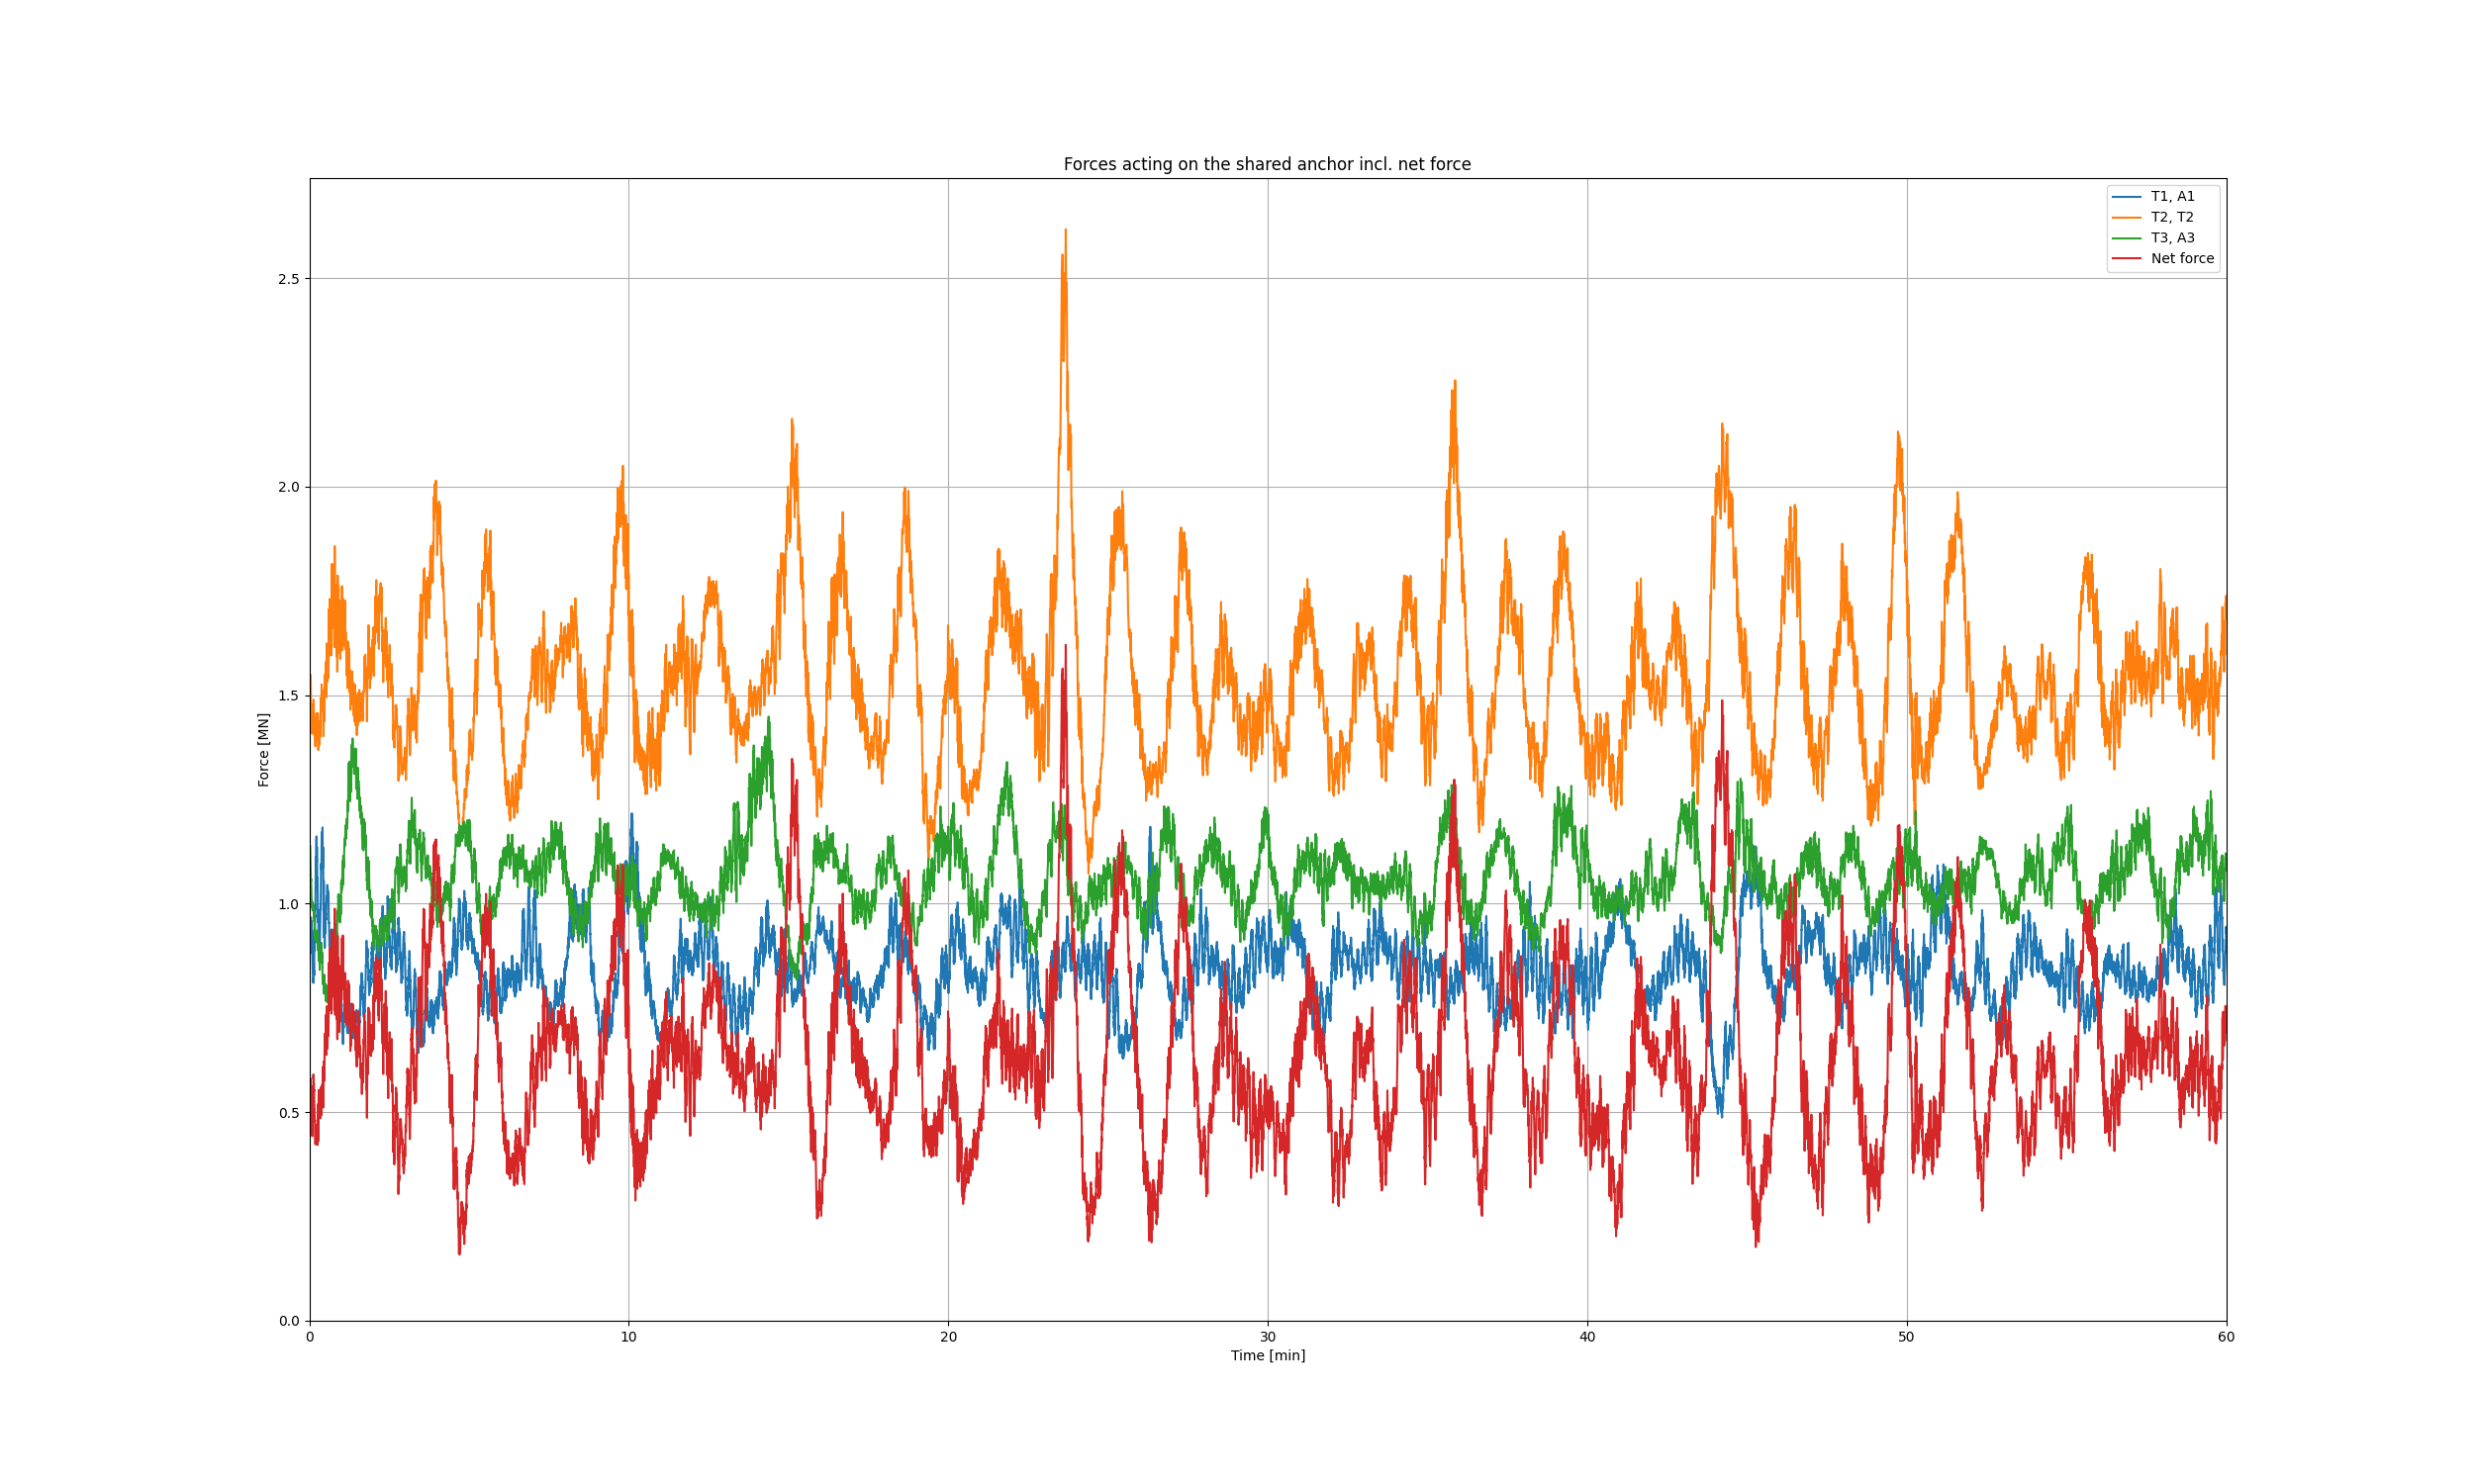 Forces acting on the shared anchor incl. net force
T1, A1
T2, T2
T3, A3
Net force
Force [MN]
2.5
2.0
1.5
1.0
0.5
0.0
0 10 20 30 40 50 60
Time [min]